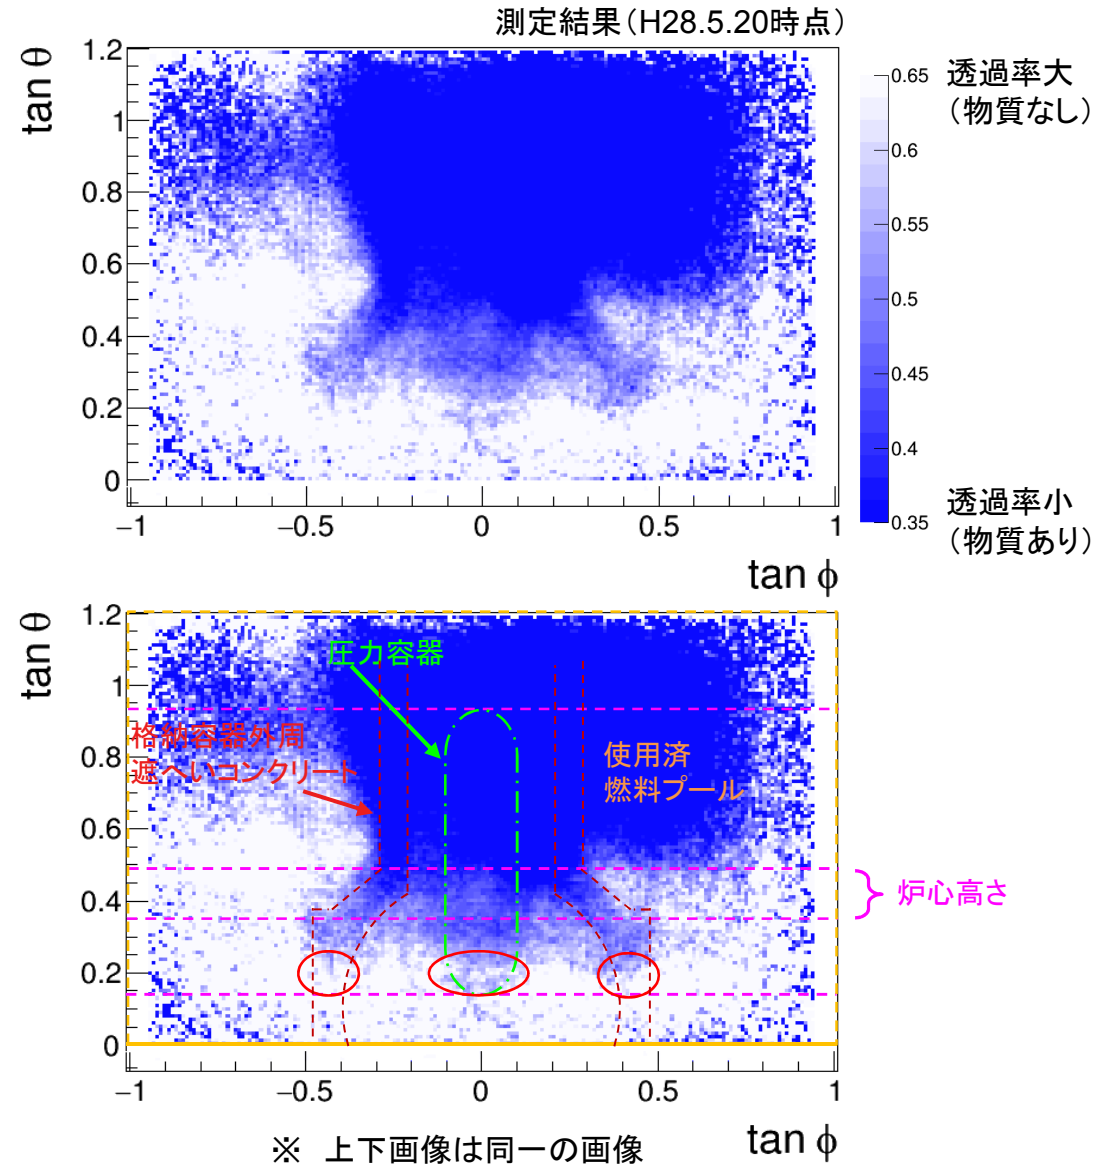 測定結果（H28.5.20時点）
tan θ
1.2
1
0.8
0.6
0.4
0.2
0
−1
−0.5
0
0.5
1
tan ϕ
0.65
0.6
0.55
0.5
0.45
0.4
0.35
透過率大
（物質なし）
透過率小
（物質あり）
tan θ
1.2
1
0.8
0.6
0.4
0.2
0
圧力容器
格納容器外周
遮へいコンクリート
使用済
燃料プール
炉心高さ
−1
−0.5
0
0.5
1
tan ϕ
※ 上下画像は同一の画像